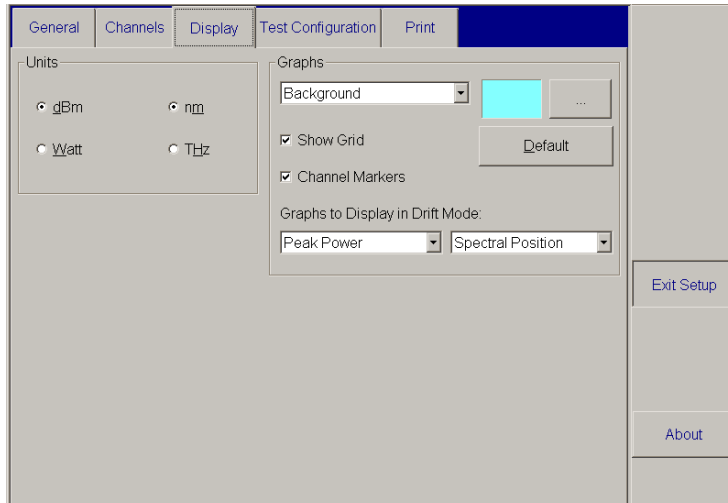 General Channels Display Test Configuration Print
Units
dBm nm
Watt THz
Graphs
Background ...
Show Grid Default
Channel Markers
Graphs to Display in Drift Mode:
Peak Power Spectral Position
Exit Setup
About